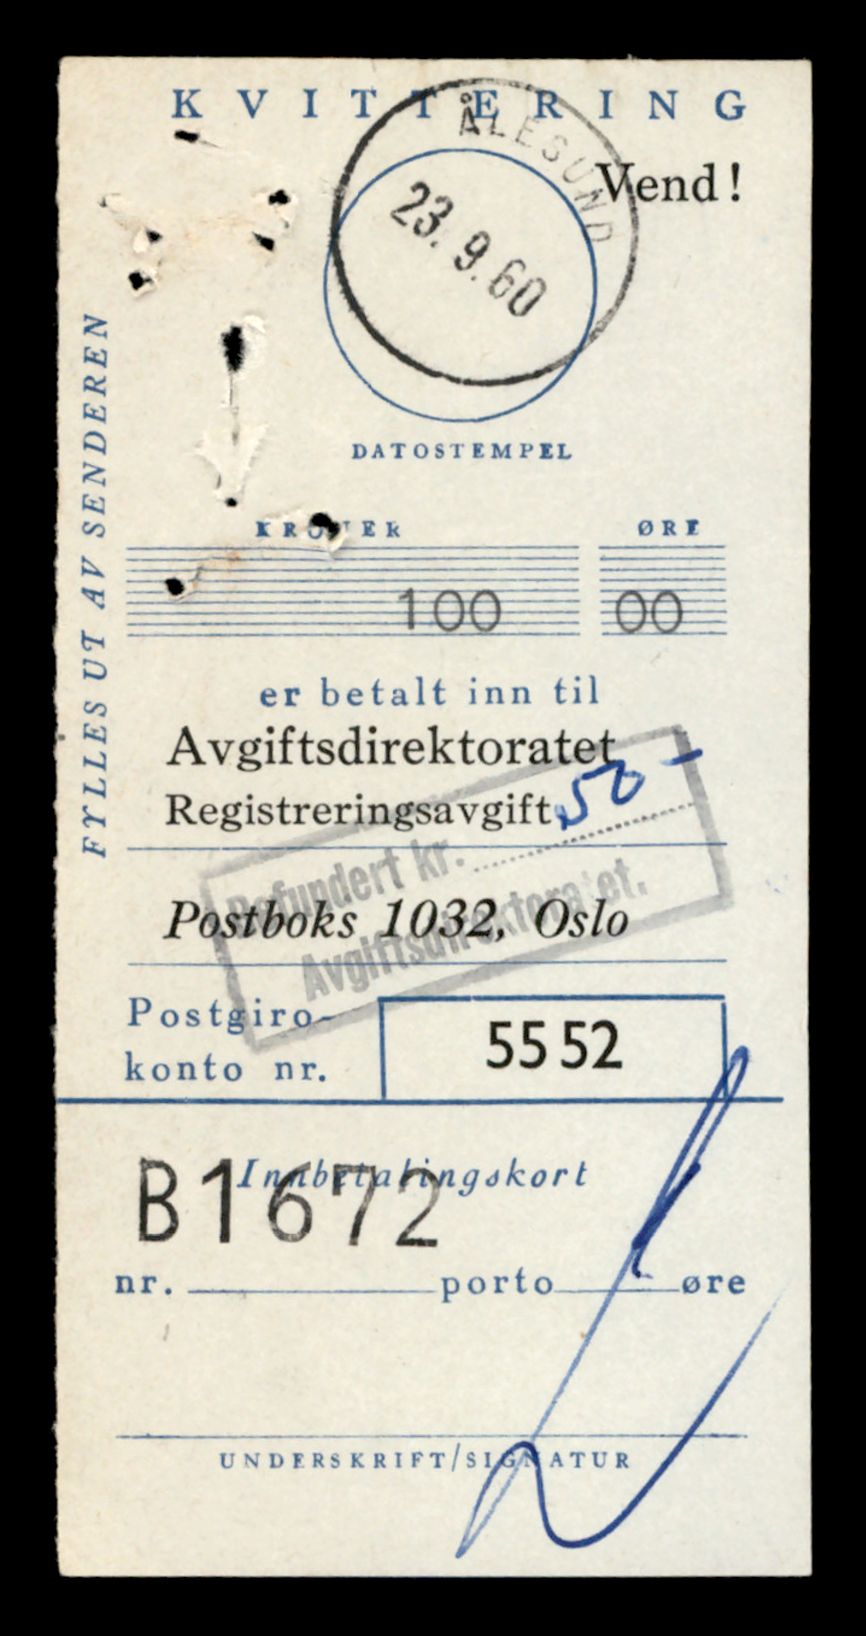 KVITTERING
ÅLESUND
Vend!
23.9.60
DATOSTEMPEL
FYLLES UT AV SENDEREN
KRONER ØRE
100 00
er betalt inn til
Avgiftsdirektoratet
Registreringsavgift
50 -
Refundert kr.
Avgiftsdirektoratet.
Postboks 1032, Oslo
Postgiro-
konto nr.
5552
Innbetalingskort
B1672
nr. porto øre
UNDERSKRIFT/SIGNATUR